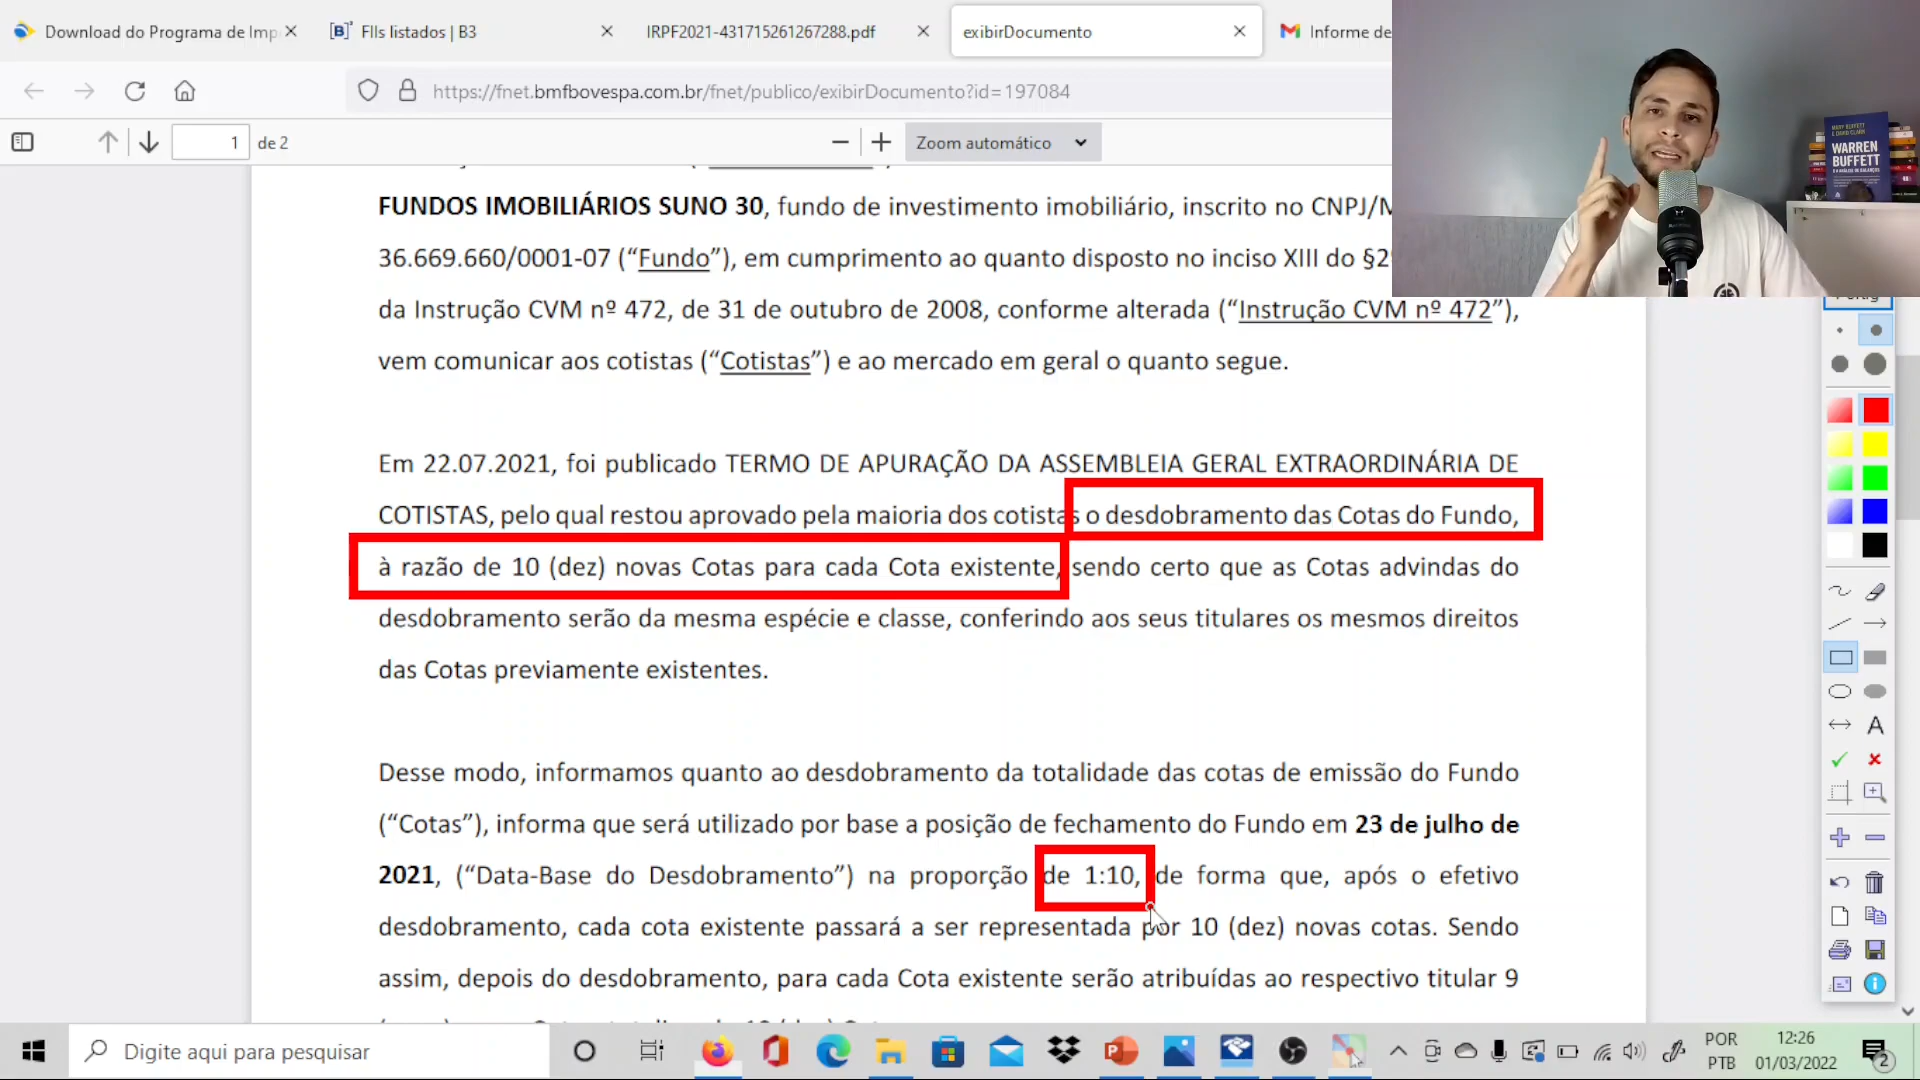 Download do Programa de Imp
FIIs listados | B3
IRPF2021-431715261267288.pdf
exibirDocumento
Informe de
https://fnet.bmfbovespa.com.br/fnet/publico/exibirDocumento?id=197084
1 de 2
Zoom automático
MARY BUFFETT
E DAVID CLARK
WARREN
BUFFETT
E A ANÁLISE DE BALANÇOS
FUNDOS IMOBILIÁRIOS SUNO 30, fundo de investimento imobiliário, inscrito no CNPJ/M
36.669.660/0001-07 (“Fundo”), em cumprimento ao quanto disposto no inciso XIII do §2º
da Instrução CVM nº 472, de 31 de outubro de 2008, conforme alterada (“Instrução CVM nº 472”),
vem comunicar aos cotistas (“Cotistas”) e ao mercado em geral o quanto segue.
Em 22.07.2021, foi publicado TERMO DE APURAÇÃO DA ASSEMBLEIA GERAL EXTRAORDINÁRIA DE
COTISTAS, pelo qual restou aprovado pela maioria dos cotistas o desdobramento das Cotas do Fundo,
à razão de 10 (dez) novas Cotas para cada Cota existente, sendo certo que as Cotas advindas do
desdobramento serão da mesma espécie e classe, conferindo aos seus titulares os mesmos direitos
das Cotas previamente existentes.
Desse modo, informamos quanto ao desdobramento da totalidade das cotas de emissão do Fundo
(“Cotas”), informa que será utilizado por base a posição de fechamento do Fundo em 23 de julho de
2021, (“Data-Base do Desdobramento”) na proporção de 1:10, de forma que, após o efetivo
desdobramento, cada cota existente passará a ser representada por 10 (dez) novas cotas. Sendo
assim, depois do desdobramento, para cada Cota existente serão atribuídas ao respectivo titular 9
A
Digite aqui para pesquisar
POR
PTB
12:26
01/03/2022
2